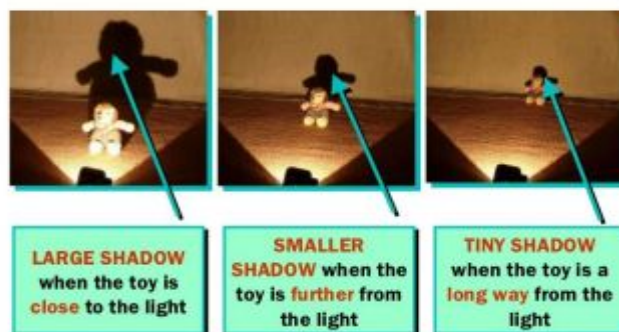 LARGE SHADOW
when the toy is
close to the light
SMALLER
SHADOW when the
toy is further from
the light
TINY SHADOW
when the toy is a
long way from the
light